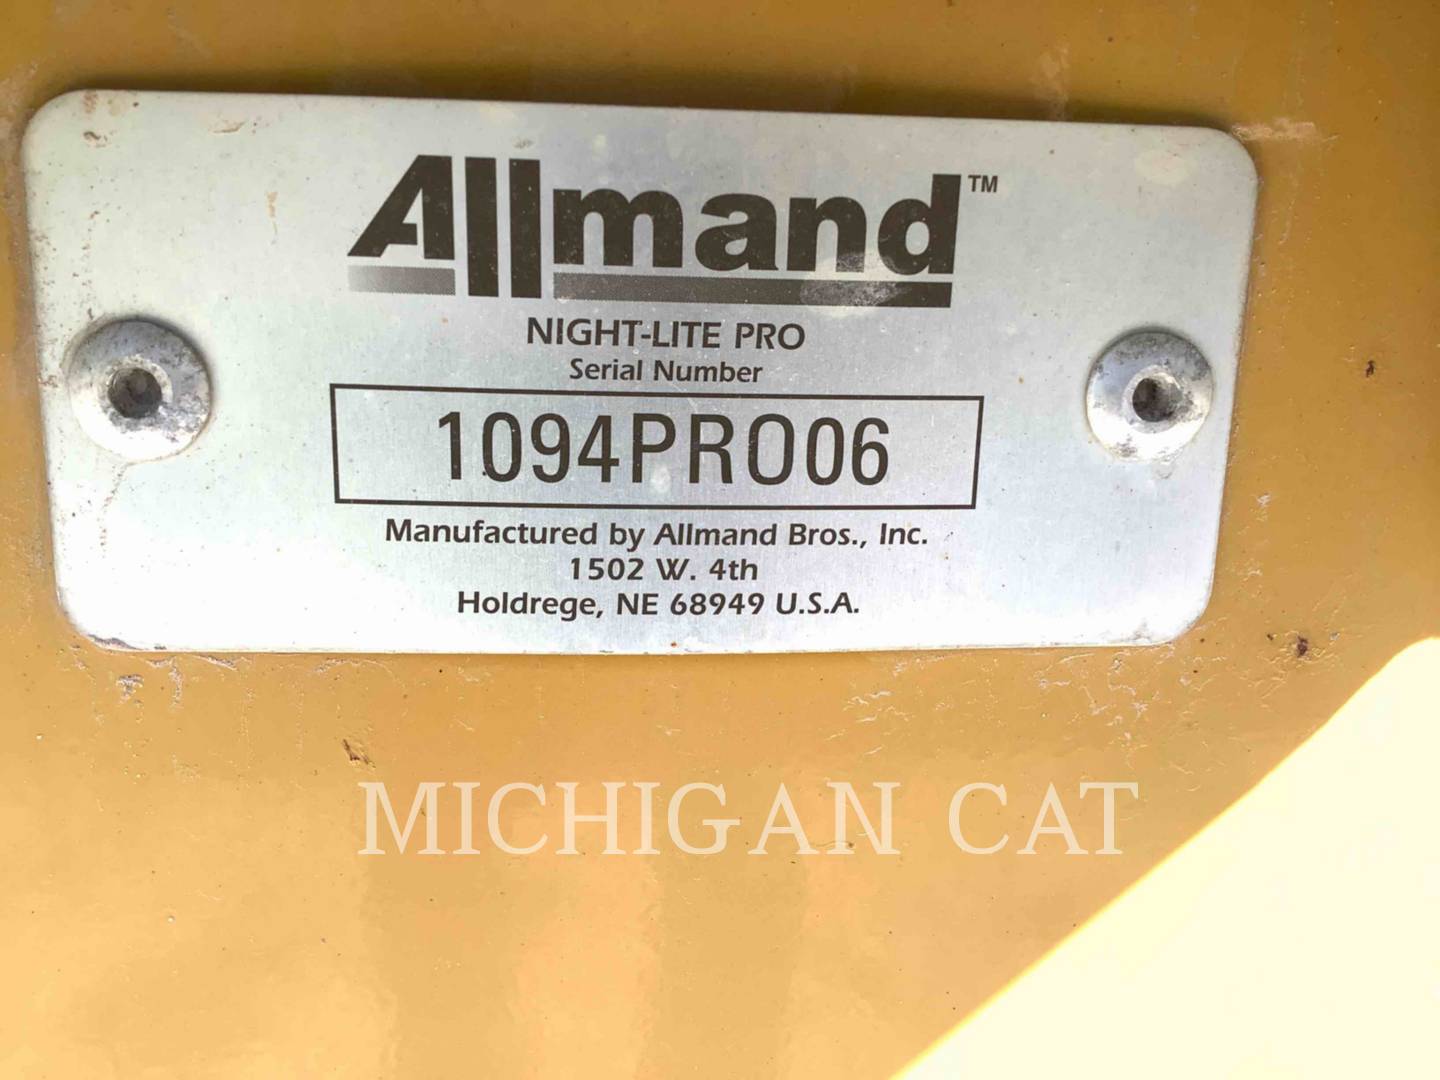 Allmand™
NIGHT-LITE PRO
Serial Number
1094PRO06
Manufactured by Allmand Bros., Inc.
1502 W. 4th
Holdrege, NE 68949 U.S.A.
MICHIGAN CAT